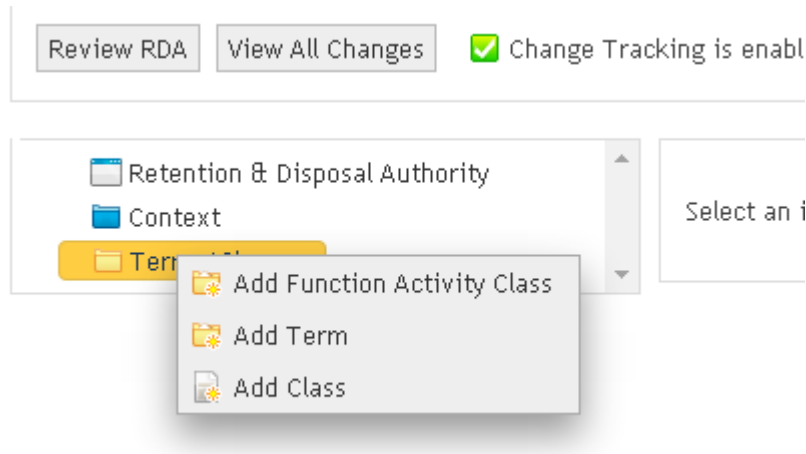 Review RDA View All Changes Change Tracking is enabl
Retention & Disposal Authority
Context
Select an
Add Function Activity Class
Add Term
Add Class